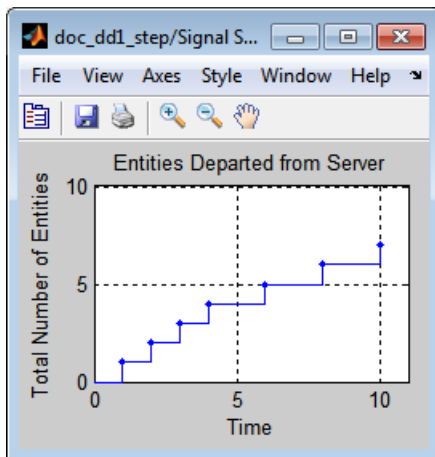 doc_dd1_step/Signal S...
File View Axes Style Window Help
Entities Departed from Server
Total Number of Entities
10
5
0
0 5 10
Time